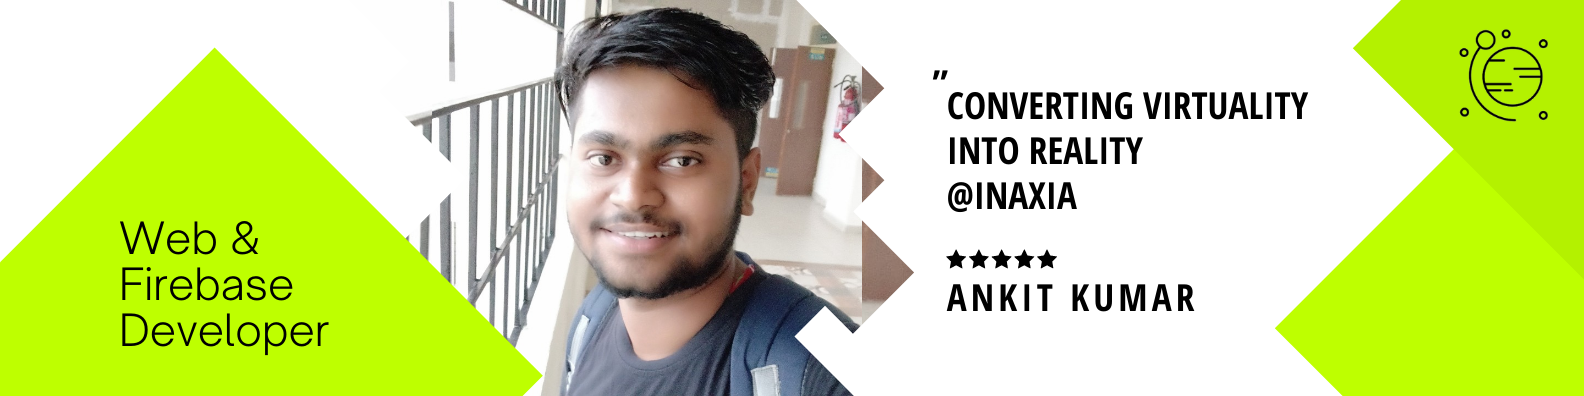 Web &
Firebase
Developer
”
CONVERTING VIRTUALITY
INTO REALITY
@INAXIA
★★★★★
ANKIT KUMAR